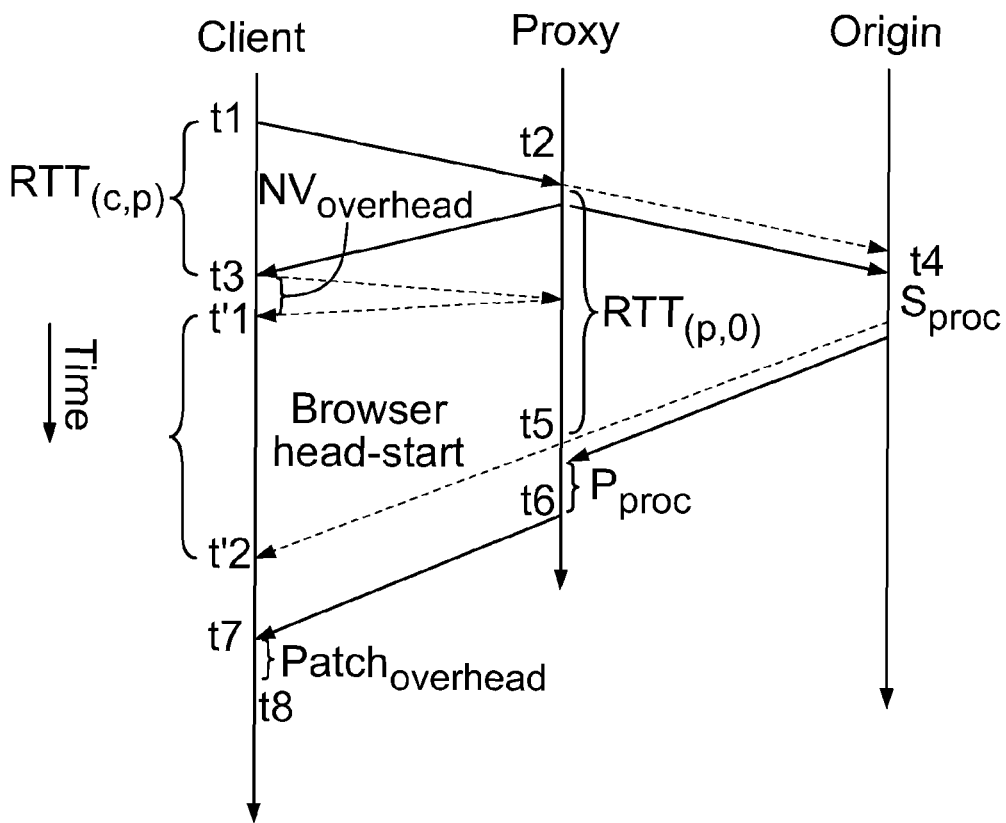 Client Proxy Origin
t1
t2
RTT(c,p)
NVoverhead
t3
t4
t'1
Sproc
RTT(p,0)
Time
Browser
head-start
t5
Pproc
t6
t'2
t7
Patchoverhead
t8